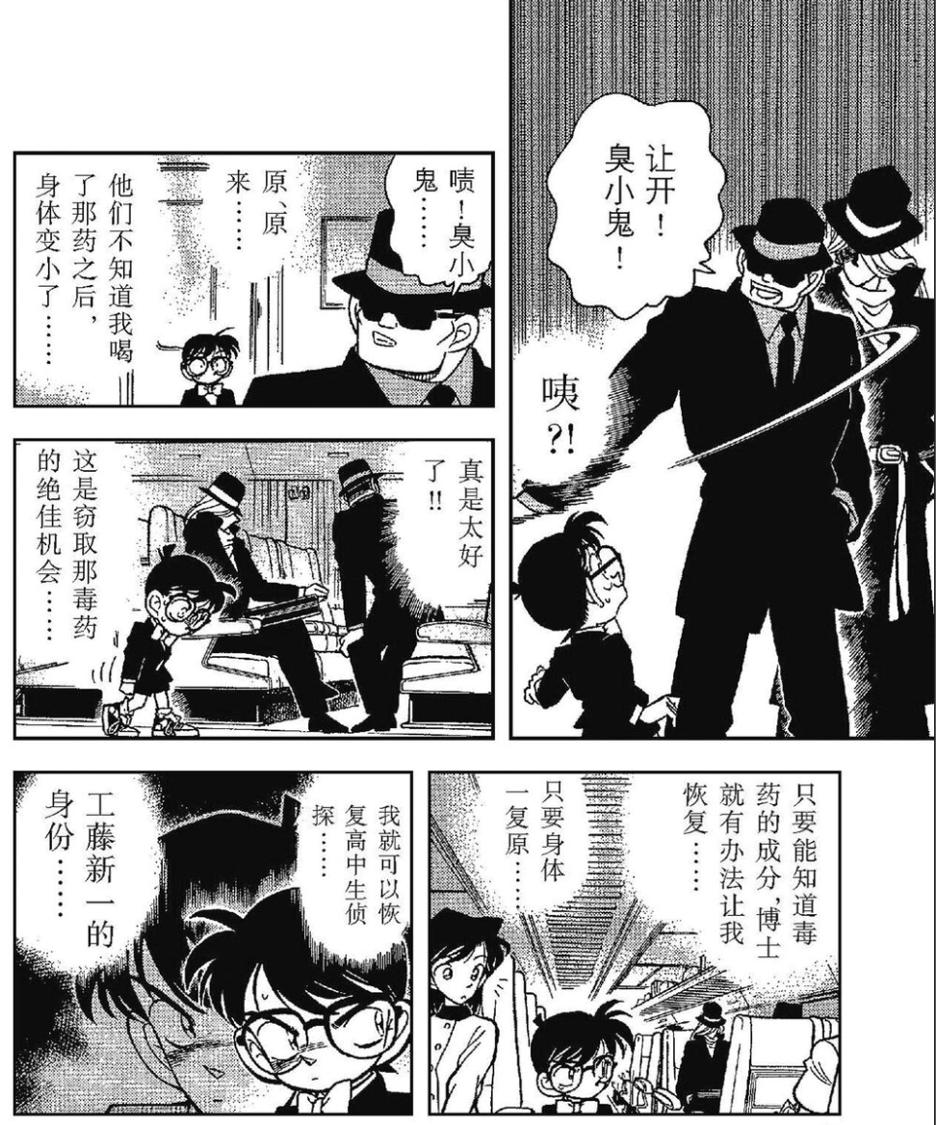 让开！
臭小鬼！
咦
?!
啧！臭小
鬼……
原、原
来……
他们不知道我喝
了那药之后，
身体变小了……
真是太好
了!!
这是窃取那毒药
的绝佳机会……
只要能知道毒
药的成分，博士
就有办法让我
恢复……
只要身体
一复原……
我就可以恢
复高中生侦
探……
工藤新一的
身份……